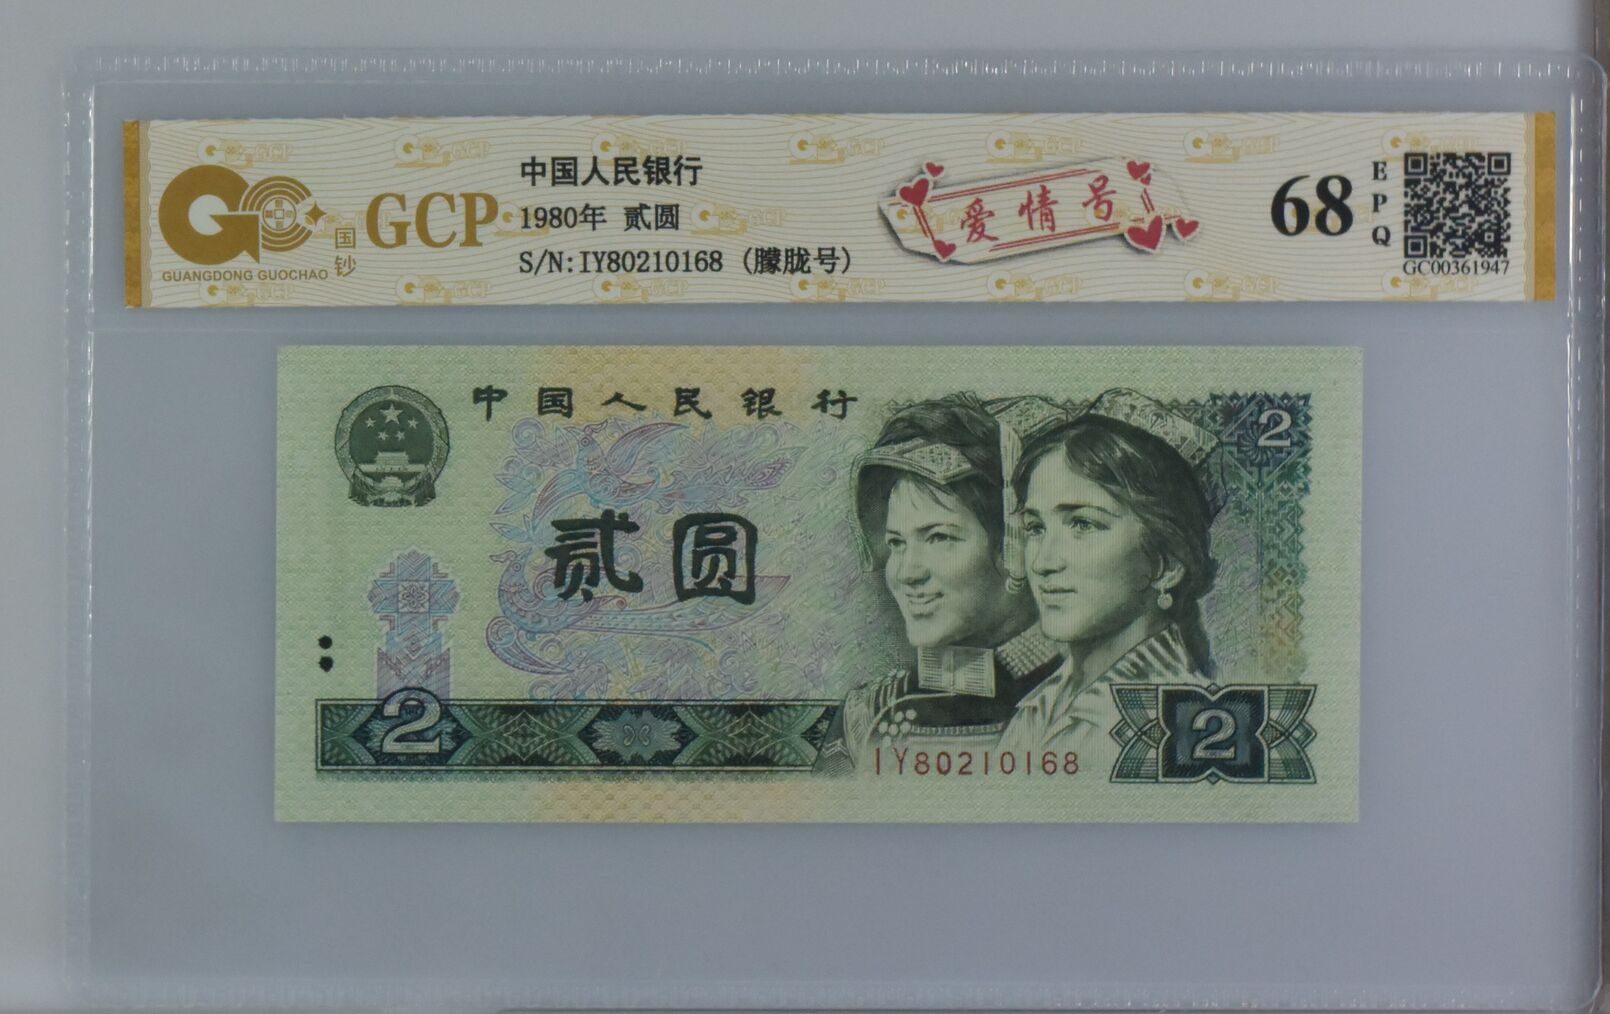 GUANGDONG GUOCHAO
国钞
GCP
中国人民银行
1980年 贰圆
S/N:IY80210168 (朦胧号)
爱情号
68
EPQ
GC00361947
中国人民银行
2
贰圆
2
IY80210168
2